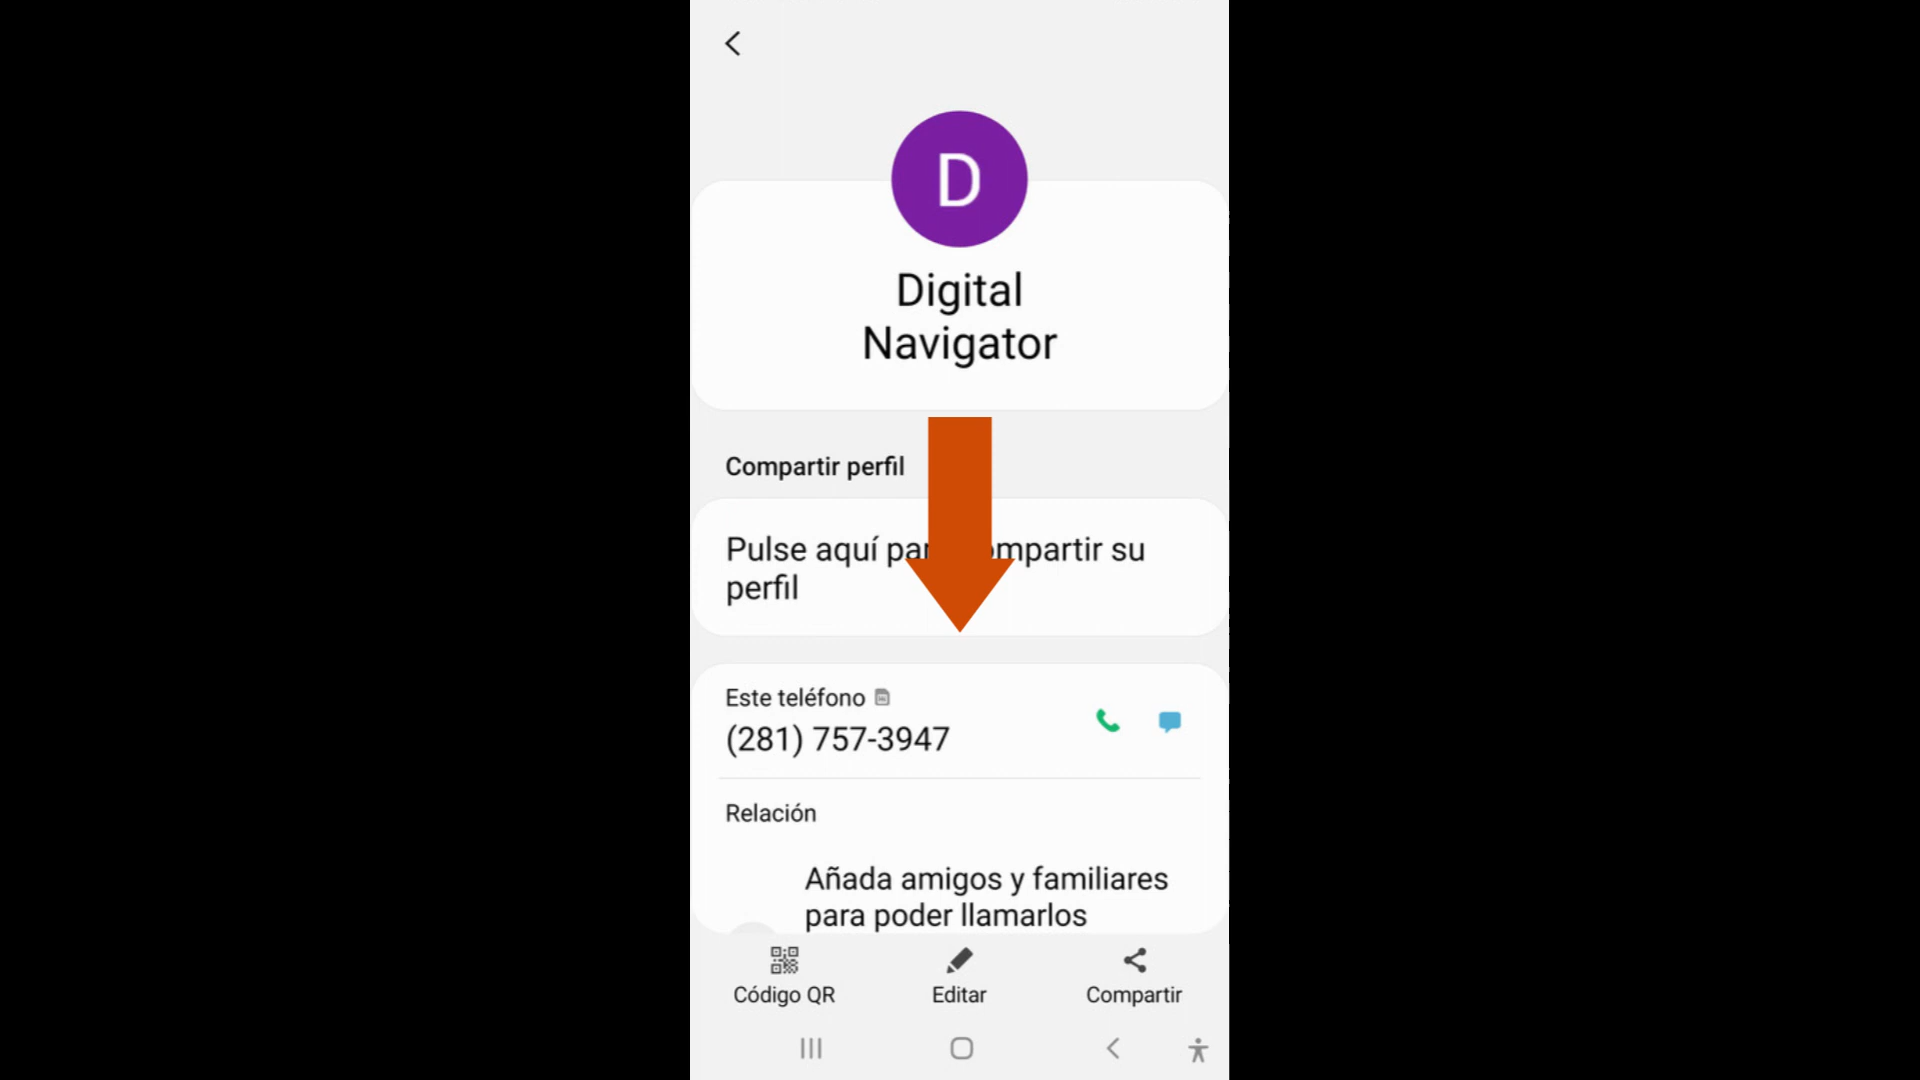 D
Digital
Navigator
Compartir perfil
Pulse aquí par ompartir su
perfil
Este teléfono
(281) 757-3947
Relación
Añada amigos y familiares
para poder llamarlos
Código QR
Editar
Compartir